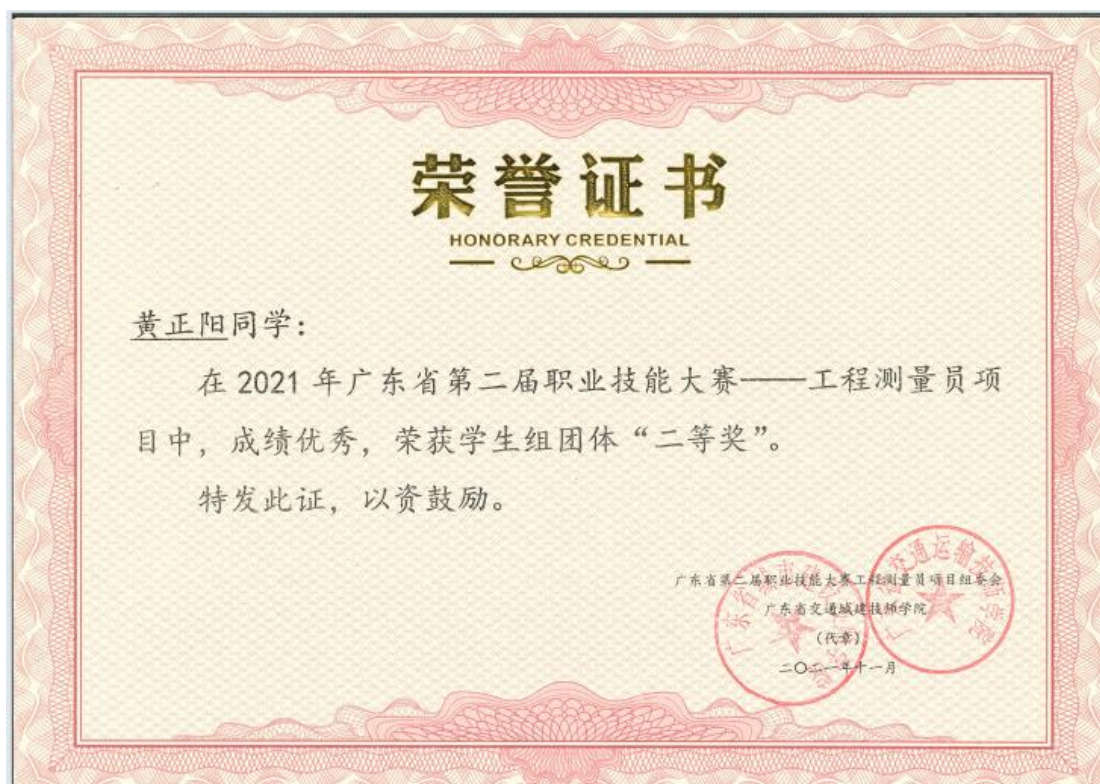 荣誉证书
HONORARY CREDENTIAL
黄正阳同学：
在 2021 年广东省第二届职业技能大赛——工程测量员项
目中，成绩优秀，荣获学生组团体“二等奖”。
特发此证，以资鼓励。
广东省第二届职业技能大赛工程测量员项目组委会
广东省交通城建技师学院
（代章）
二〇二一年十一月